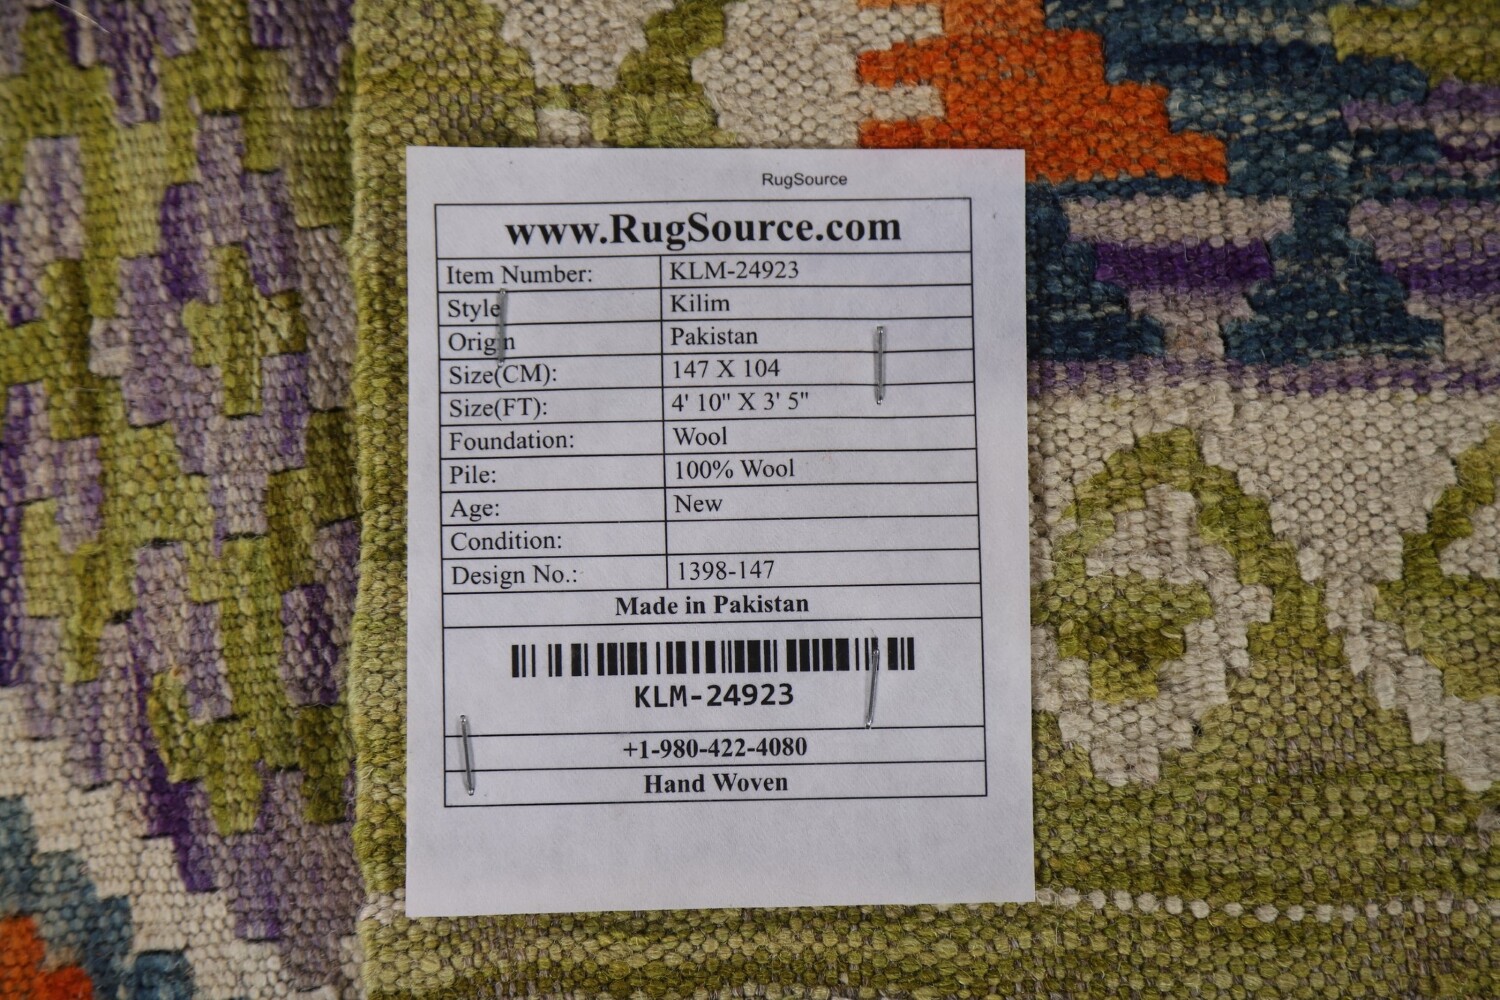 RugSource
www.RugSource.com
Item Number: KLM-24923
Style Kilim
Origin Pakistan
Size(CM): 147 X 104
Size(FT): 4' 10" X 3' 5"
Foundation: Wool
Pile: 100% Wool
Age: New
Condition:
Design No.: 1398-147
Made in Pakistan
KLM-24923
+1-980-422-4080
Hand Woven